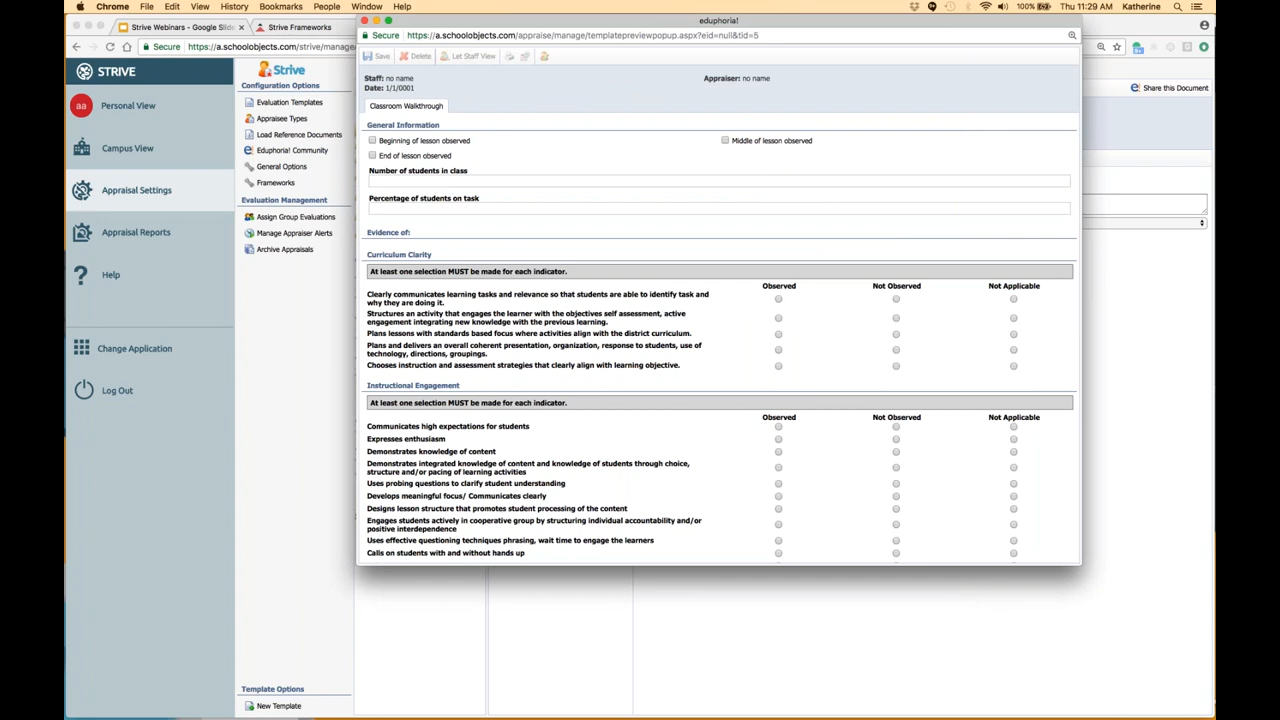 Chrome File Edit View History Bookmarks People Window Help
100% Thu 11:29 AM Katherine
Strive Webinars - Google Slide
Strive Frameworks
Secure https://a.schoolobjects.com/strive/manage
eduphoria!
Secure https://a.schoolobjects.com/appraise/manage/templatepreviewpopup.aspx?eid=null&tid=5
STRIVE
aa Personal View
Campus View
Appraisal Settings
Appraisal Reports
Help
Change Application
Log Out
Strive
Configuration Options
Evaluation Templates
Appraisee Types
Load Reference Documents
Eduphoria! Community
General Options
Frameworks
Evaluation Management
Assign Group Evaluations
Manage Appraiser Alerts
Archive Appraisals
Template Options
New Template
Save Delete Let Staff View
Staff: no name Appraiser: no name
Date: 1/1/0001
Classroom Walkthrough
General Information
Beginning of lesson observed Middle of lesson observed
End of lesson observed
Number of students in class
Percentage of students on task
Evidence of:
Curriculum Clarity
At least one selection MUST be made for each indicator.
Observed Not Observed Not Applicable
Clearly communicates learning tasks and relevance so that students are able to identify task and
why they are doing it.
Structures an activity that engages the learner with the objectives self assessment, active
engagement integrating new knowledge with the previous learning.
Plans lessons with standards based focus where activities align with the district curriculum.
Plans and delivers an overall coherent presentation, organization, response to students, use of
technology, directions, groupings.
Chooses instruction and assessment strategies that clearly align with learning objective.
Instructional Engagement
At least one selection MUST be made for each indicator.
Observed Not Observed Not Applicable
Communicates high expectations for students
Expresses enthusiasm
Demonstrates knowledge of content
Demonstrates integrated knowledge of content and knowledge of students through choice,
structure and/or pacing of learning activities
Uses probing questions to clarify student understanding
Develops meaningful focus/ Communicates clearly
Designs lesson structure that promotes student processing of the content
Engages students actively in cooperative group by structuring individual accountability and/or
positive interdependence
Uses effective questioning techniques phrasing, wait time to engage the learners
Calls on students with and without hands up
Share this Document